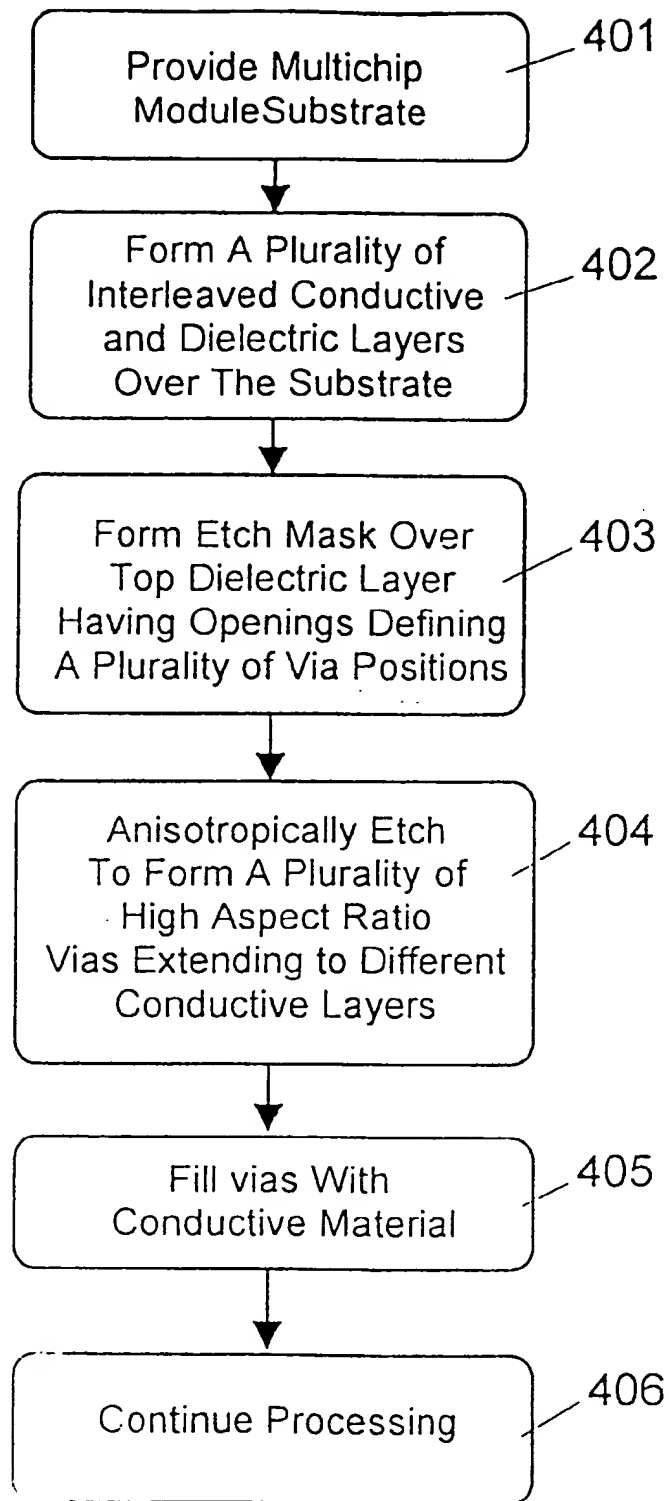 Provide Multichip
ModuleSubstrate
401
Form A Plurality of
Interleaved Conductive
and Dielectric Layers
Over The Substrate
402
Form Etch Mask Over
Top Dielectric Layer
Having Openings Defining
A Plurality of Via Positions
403
Anisotropically Etch
To Form A Plurality of
High Aspect Ratio
Vias Extending to Different
Conductive Layers
404
Fill vias With
Conductive Material
405
Continue Processing
406